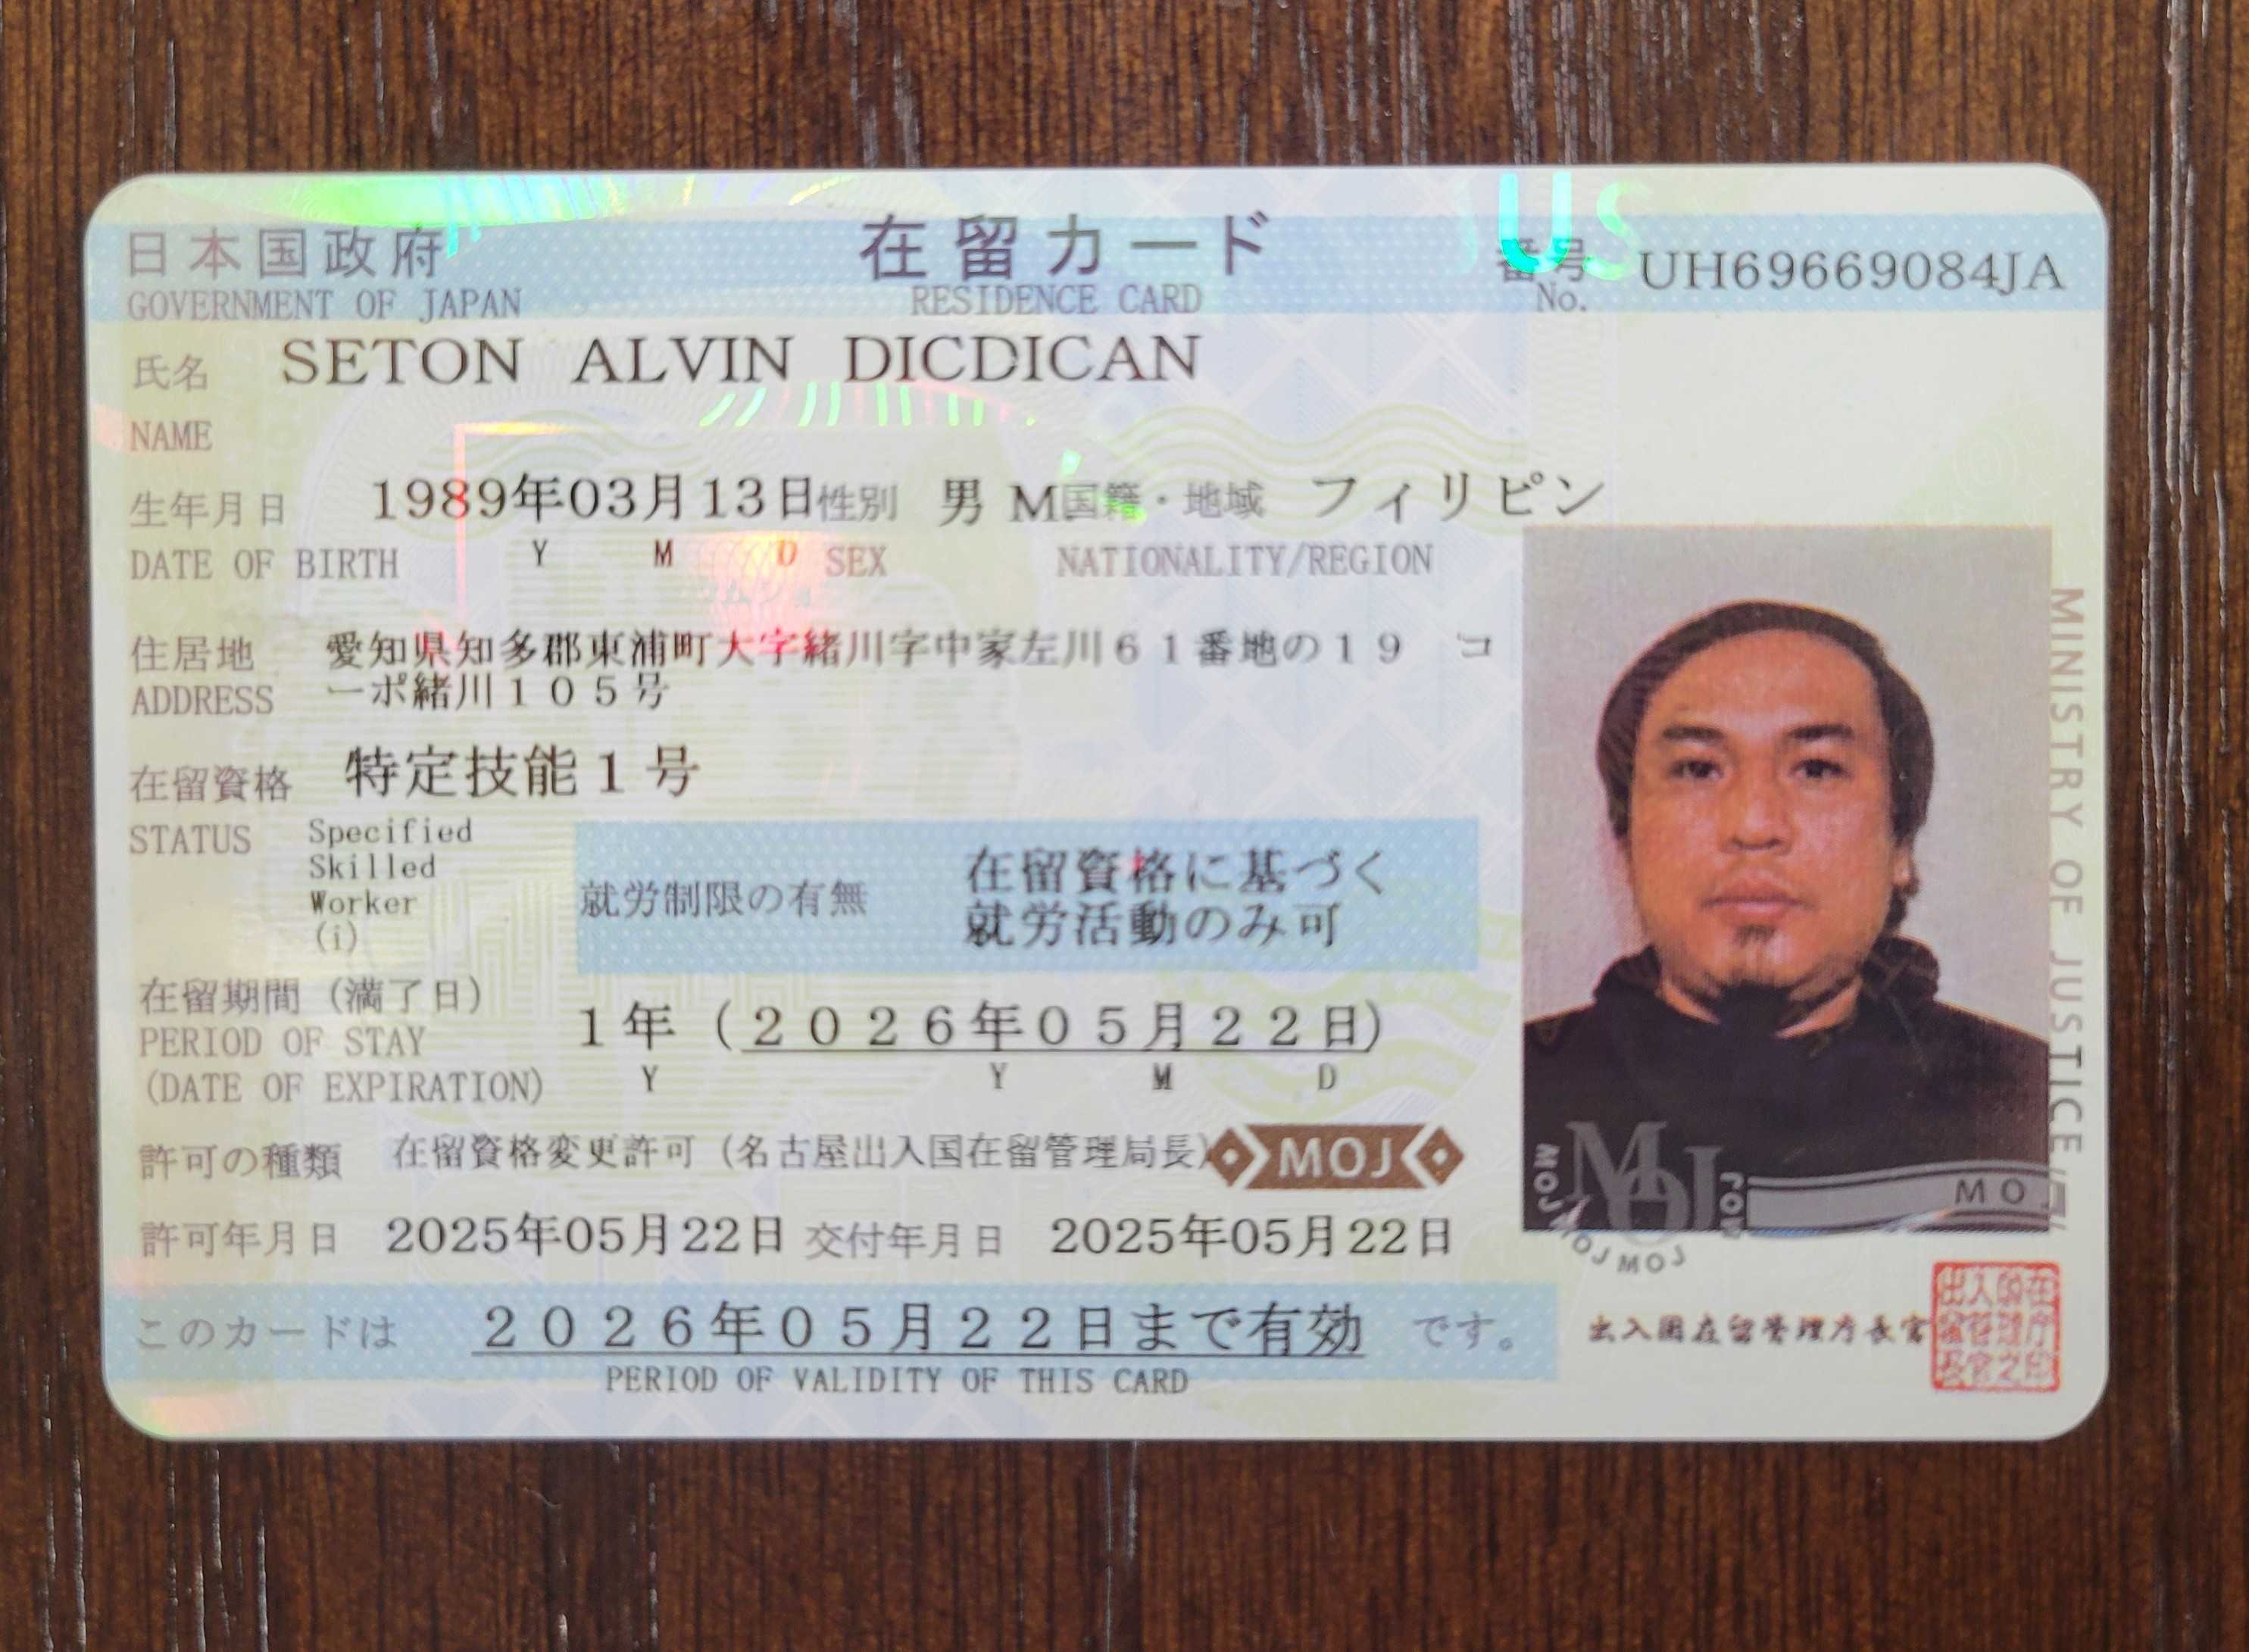 日本国政府 在留カード 番号 UH69669084JA
GOVERNMENT OF JAPAN RESIDENCE CARD No.
氏名 SETON ALVIN DICDICAN
NAME
生年月日 1989年03月13日 性別 男 M. 国籍・地域 フィリピン
DATE OF BIRTH Y M D SEX NATIONALITY/REGION
住居地 愛知県知多郡東浦町大字緒川字中家左川61番地の19 コ
ADDRESS ーポ緒川105号
在留資格 特定技能1号
STATUS Specified
Skilled
Worker
(i)
就労制限の有無 在留資格に基づく
就労活動のみ可
在留期間(満了日) 1年(2026年05月22日)
PERIOD OF STAY Y Y M D
(DATE OF EXPIRATION)
許可の種類 在留資格変更許可(名古屋出入国在留管理局長) MOJ
許可年月日 2025年05月22日 交付年月日 2025年05月22日
このカードは 2026年05月22日まで有効 です。
PERIOD OF VALIDITY OF THIS CARD
MINISTRY OF JUSTICE
MOJ
MOJ MOJ
出入国在留管理庁長官